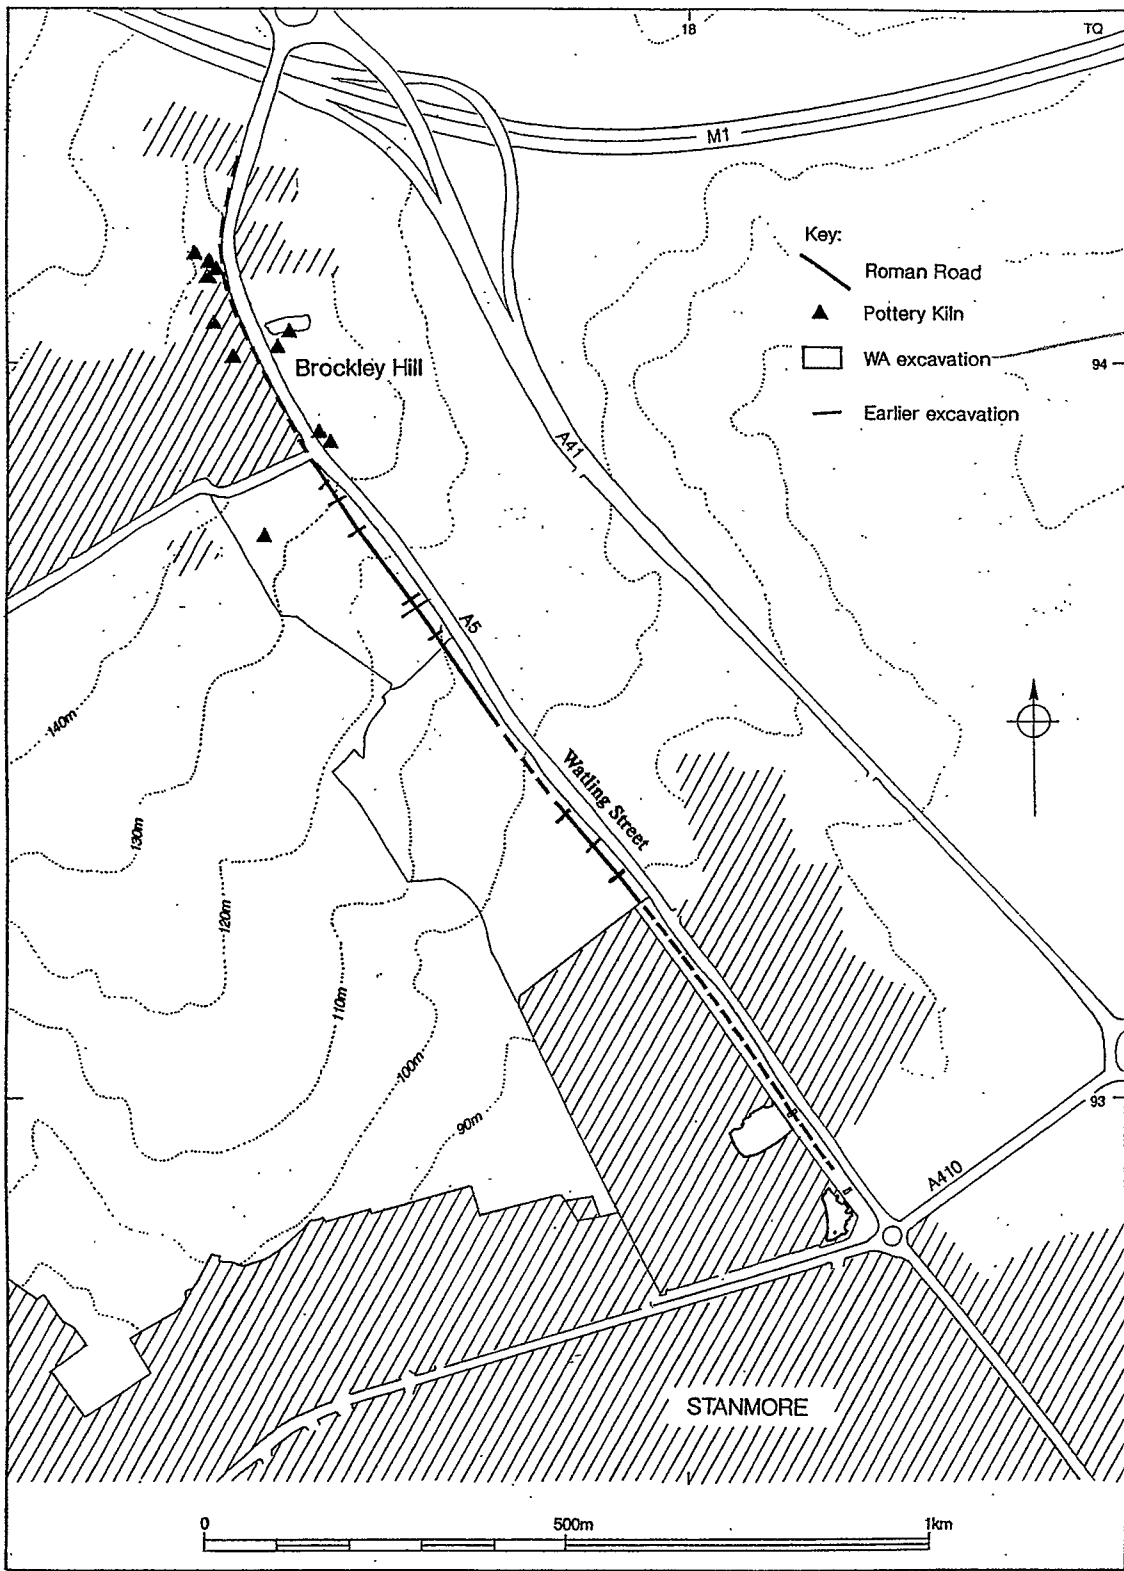 18
TQ
M1
Key:
Roman Road
Pottery Kiln
WA excavation
Earlier excavation
94
Brockley Hill
A41
A5
Watling Street
140m
130m
120m
110m
100m
90m
93
A410
STANMORE
0
500m
1km